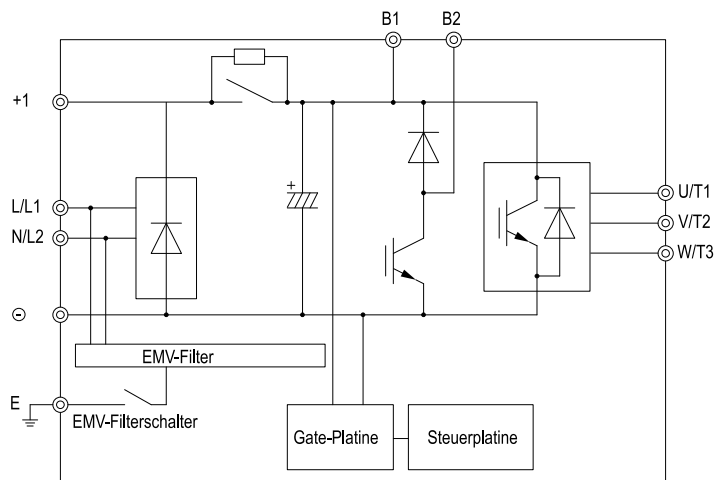 B1
B2
+1
L/L1
N/L2
U/T1
V/T2
W/T3
⊖
EMV-Filter
E
EMV-Filterschalter
+
Gate-Platine
Steuerplatine